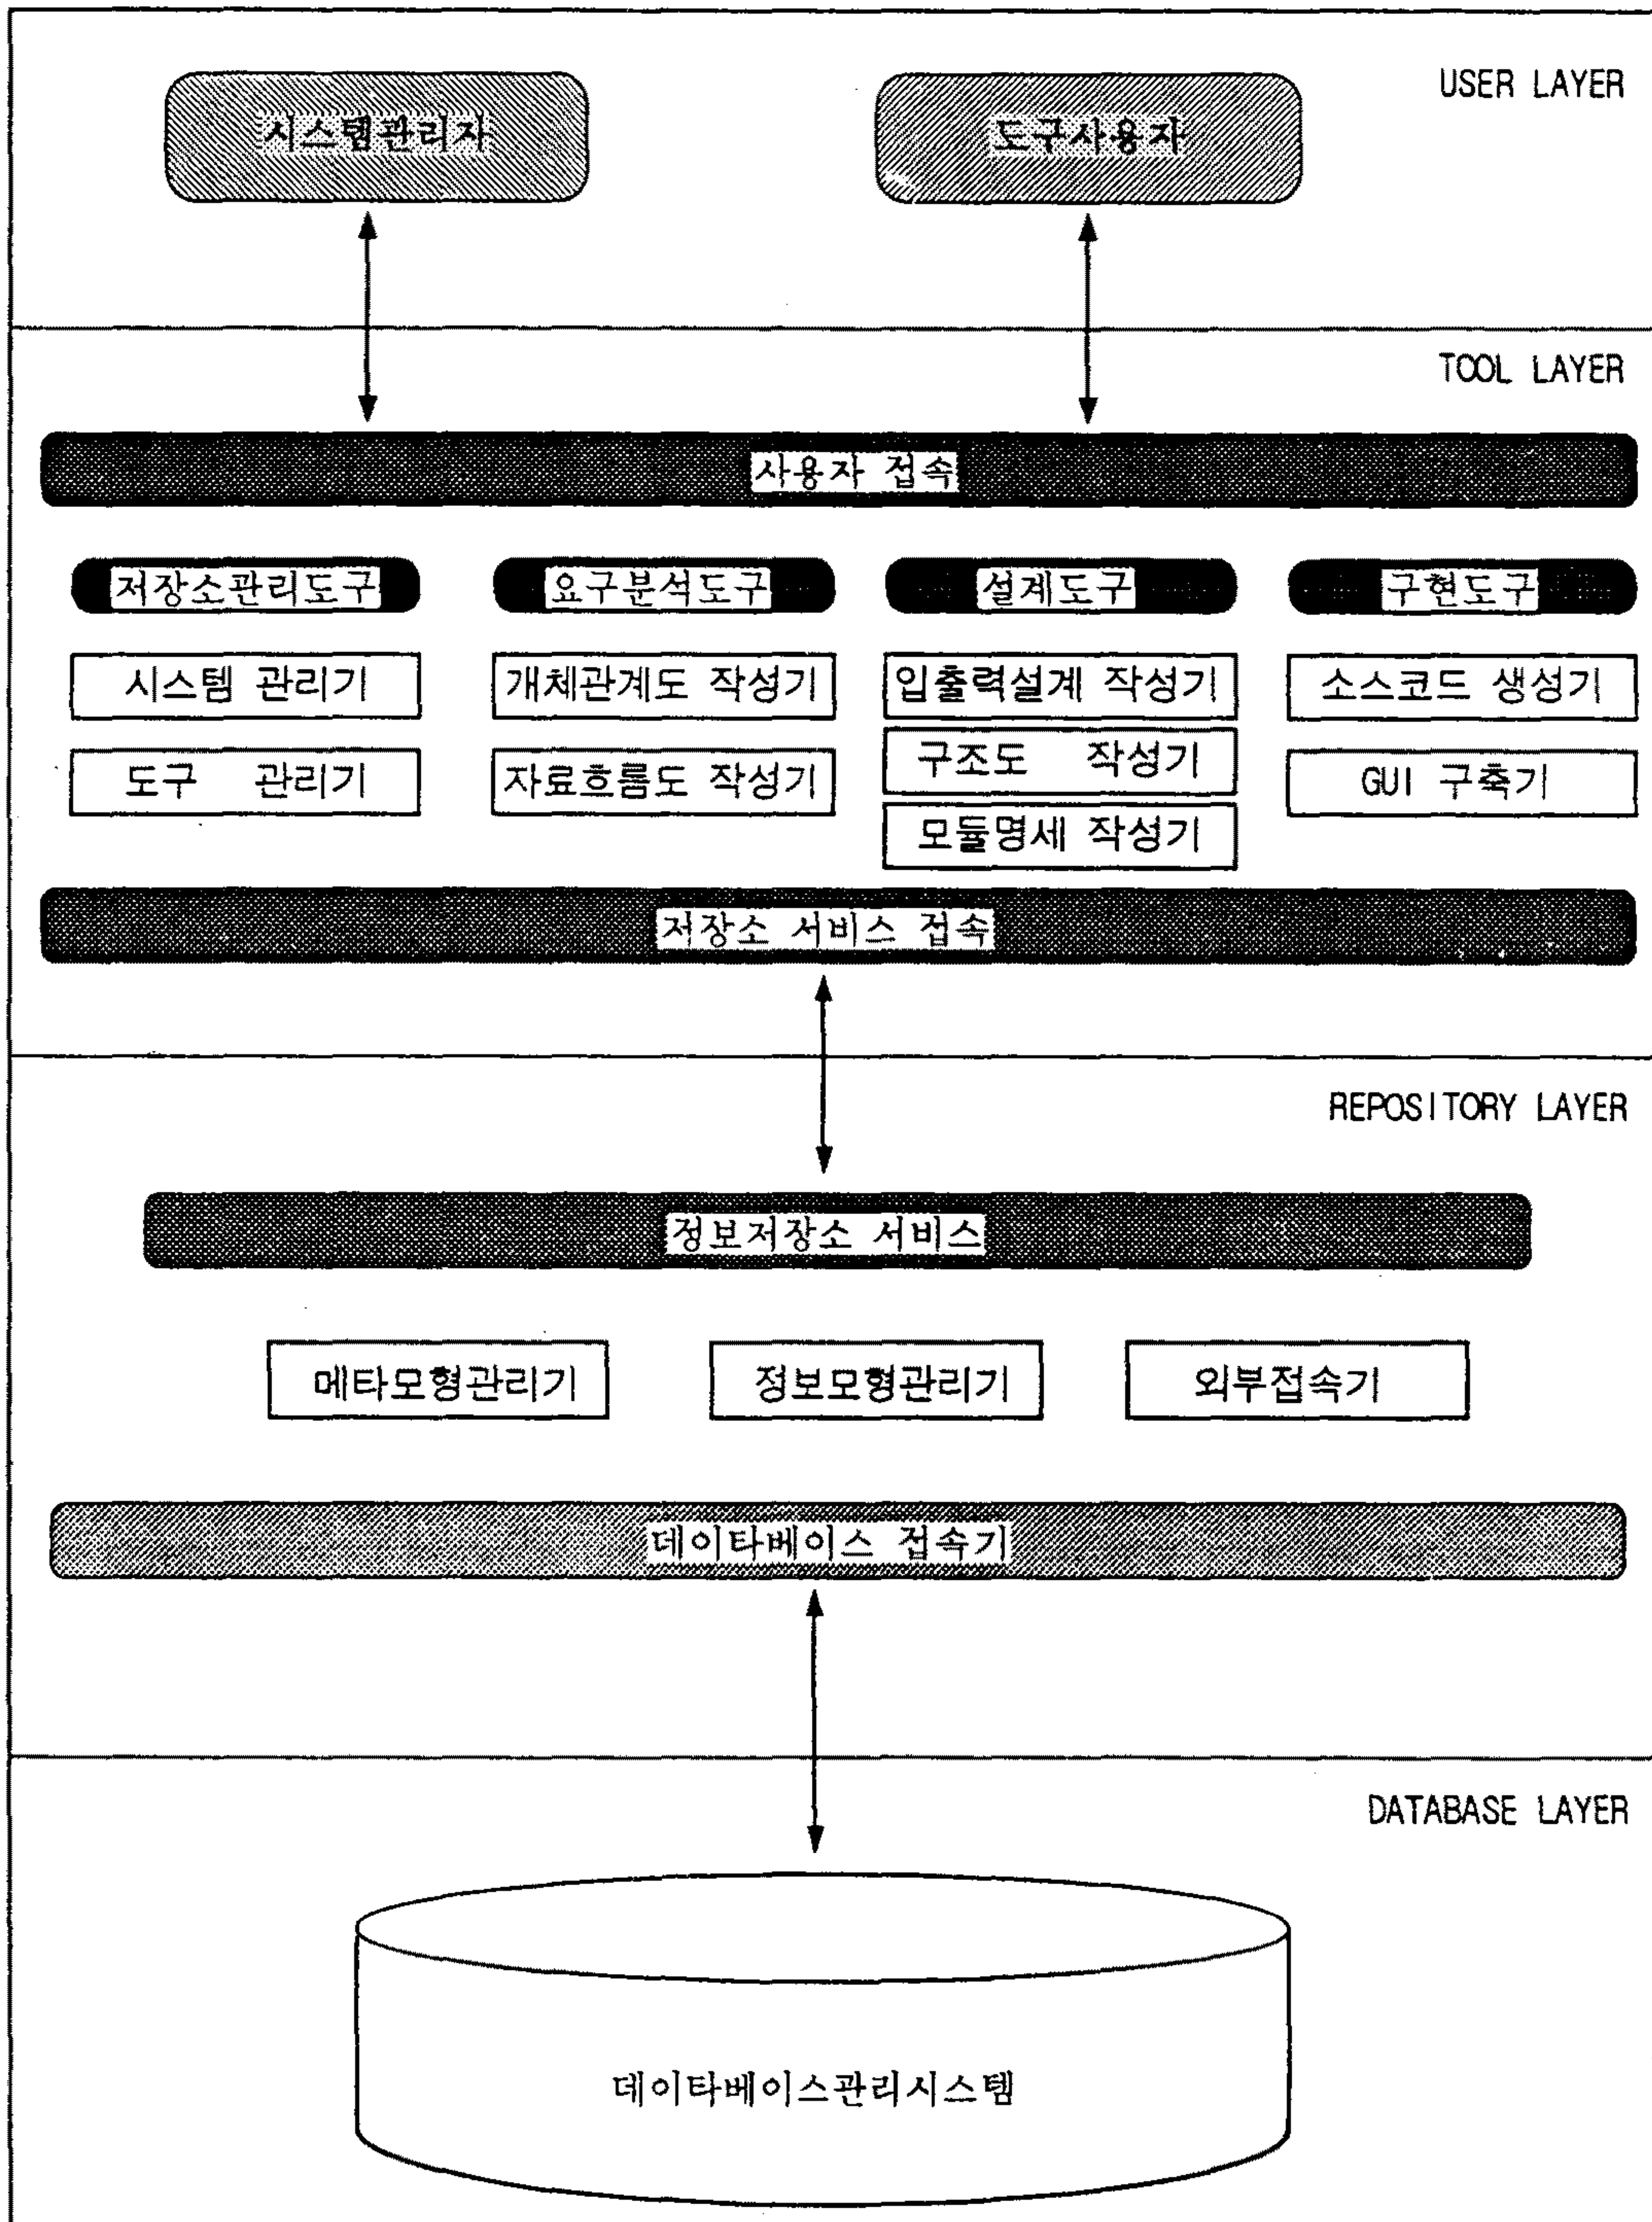 USER LAYER
시스템관리자 도구사용자
TOOL LAYER
사용자 접속
저장소관리도구 요구분석도구 설계도구 구현도구
시스템 관리기 개체관계도 작성기 입출력설계 작성기 소스코드 생성기
구조도 작성기
도구 관리기 자료흐름도 작성기 GUI 구축기
모듈명세 작성기
저장소 서비스 접속
REPOSITORY LAYER
정보저장소 서비스
메타모형관리기 정보모형관리기 외부접속기
데이타베이스 접속기
DATABASE LAYER
데이타베이스관리시스템